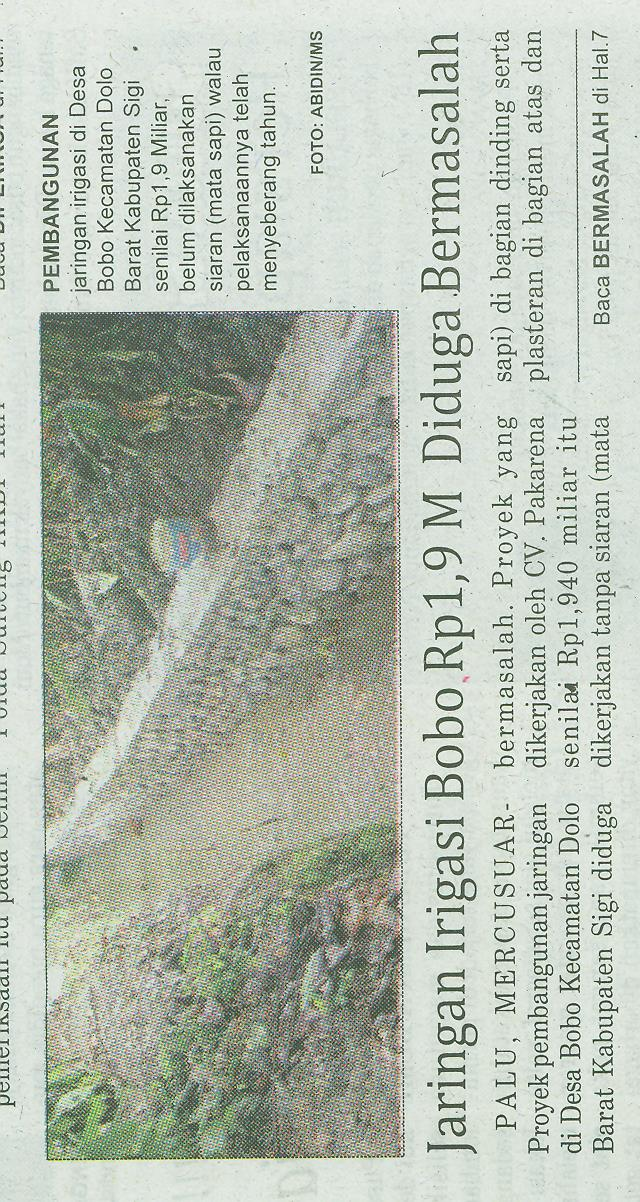 PEMBANGUNAN
jaringan irigasi di Desa
Bobo Kecamatan Dolo
Barat Kabupaten Sigi
senilai Rp1,9 Miliar,
belum dilaksanakan
siaran (mata sapi) walau
pelaksanaannya telah
menyeberang tahun.
FOTO: ABIDIN/MS
Jaringan Irigasi Bobo Rp1,9 M Diduga Bermasalah
PALU, MERCUSUAR-
Proyek pembangunan jaringan
di Desa Bobo Kecamatan Dolo
Barat Kabupaten Sigi diduga
bermasalah. Proyek yang
dikerjakan oleh CV. Pakarena
senilai Rp1,940 miliar itu
dikerjakan tanpa siaran (mata
sapi) di bagian dinding serta
plasteran di bagian atas dan
Baca BERMASALAH di Hal.7